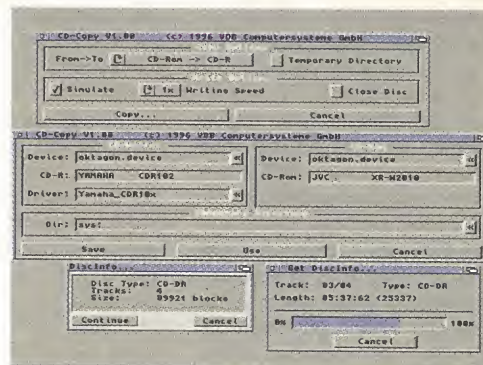 CD-Copy V1.00 (c) 1996 VDB Computersysteme GmbH
From->To CD-Rom -> CD-R Temporary Directory
Simulate 1x Writing Speed Close Disc
Copy... Cancel
CD-Copy V1.00 (c) 1996 VDB Computersysteme GmbH
Device: oktagon.device
CD-R: YAMAHA CDR102
Driver: Yamaha_CDR10x
Device: oktagon.device
CD-Rom: JVC XR-W2010
Dir: sys:
Save Use Cancel
DiscInfo...
Disc Type: CD-DA
Tracks: 4
Size: 89921 blocks
Continue Cancel
Get DiscInfo...
Track: 03/04 Type: CD-DA
Length: 05:37:62 (25337)
0% 100%
Cancel